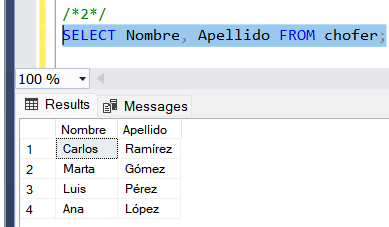 /*2*/
SELECT Nombre, Apellido FROM chofer;
100 %
Results Messages
Nombre Apellido
1 Carlos Ramírez
2 Marta Gómez
3 Luis Pérez
4 Ana López